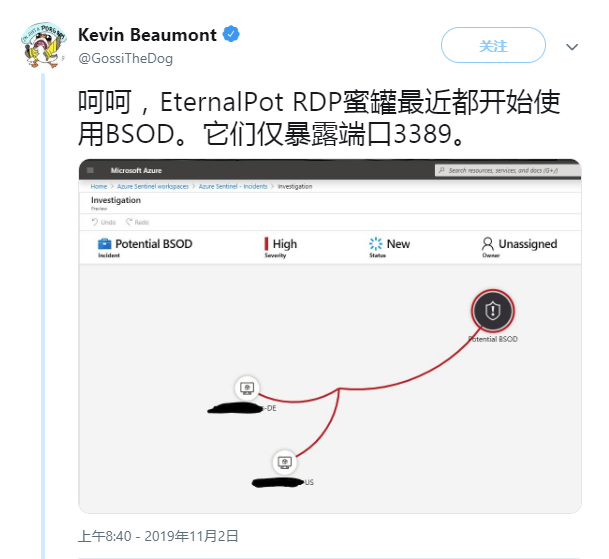 Kevin Beaumont
@GossiTheDog
关注
呵呵，EternalPot RDP蜜罐最近都开始使
用BSOD。它们仅暴露端口3389。
Microsoft Azure
Search resources, services, and docs (G+/)
Home > Azure Sentinel workspaces > Azure Sentinel - Incidents > Investigation
Investigation
Preview
Undo Redo
Potential BSOD High New Unassigned
Incident Severity Status Owner
Potential BSOD
-DE
US
上午8:40 - 2019年11月2日